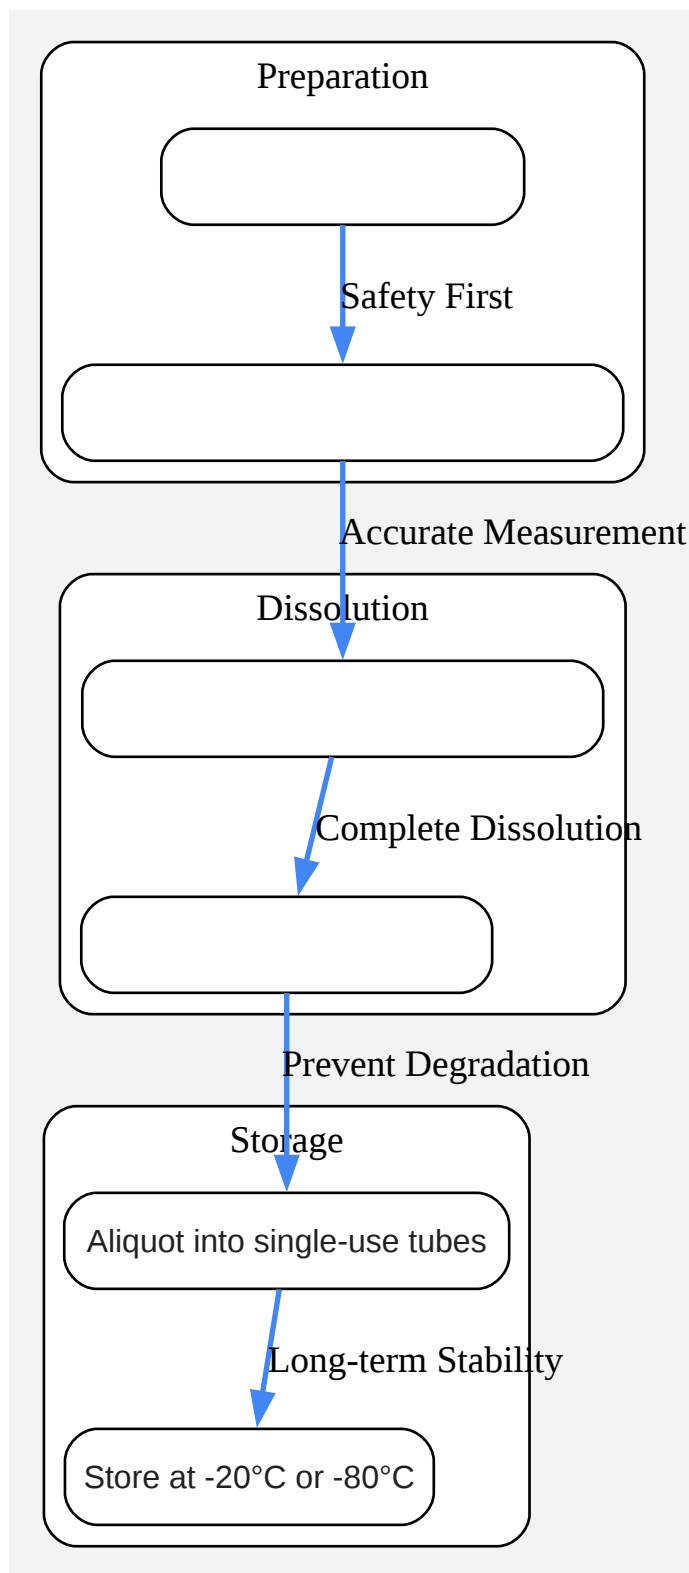 Preparation
Safety First
Accurate Measurement
Dissolution
Complete Dissolution
Prevent Degradation
Storage
Aliquot into single-use tubes
Long-term Stability
Store at -20°C or -80°C